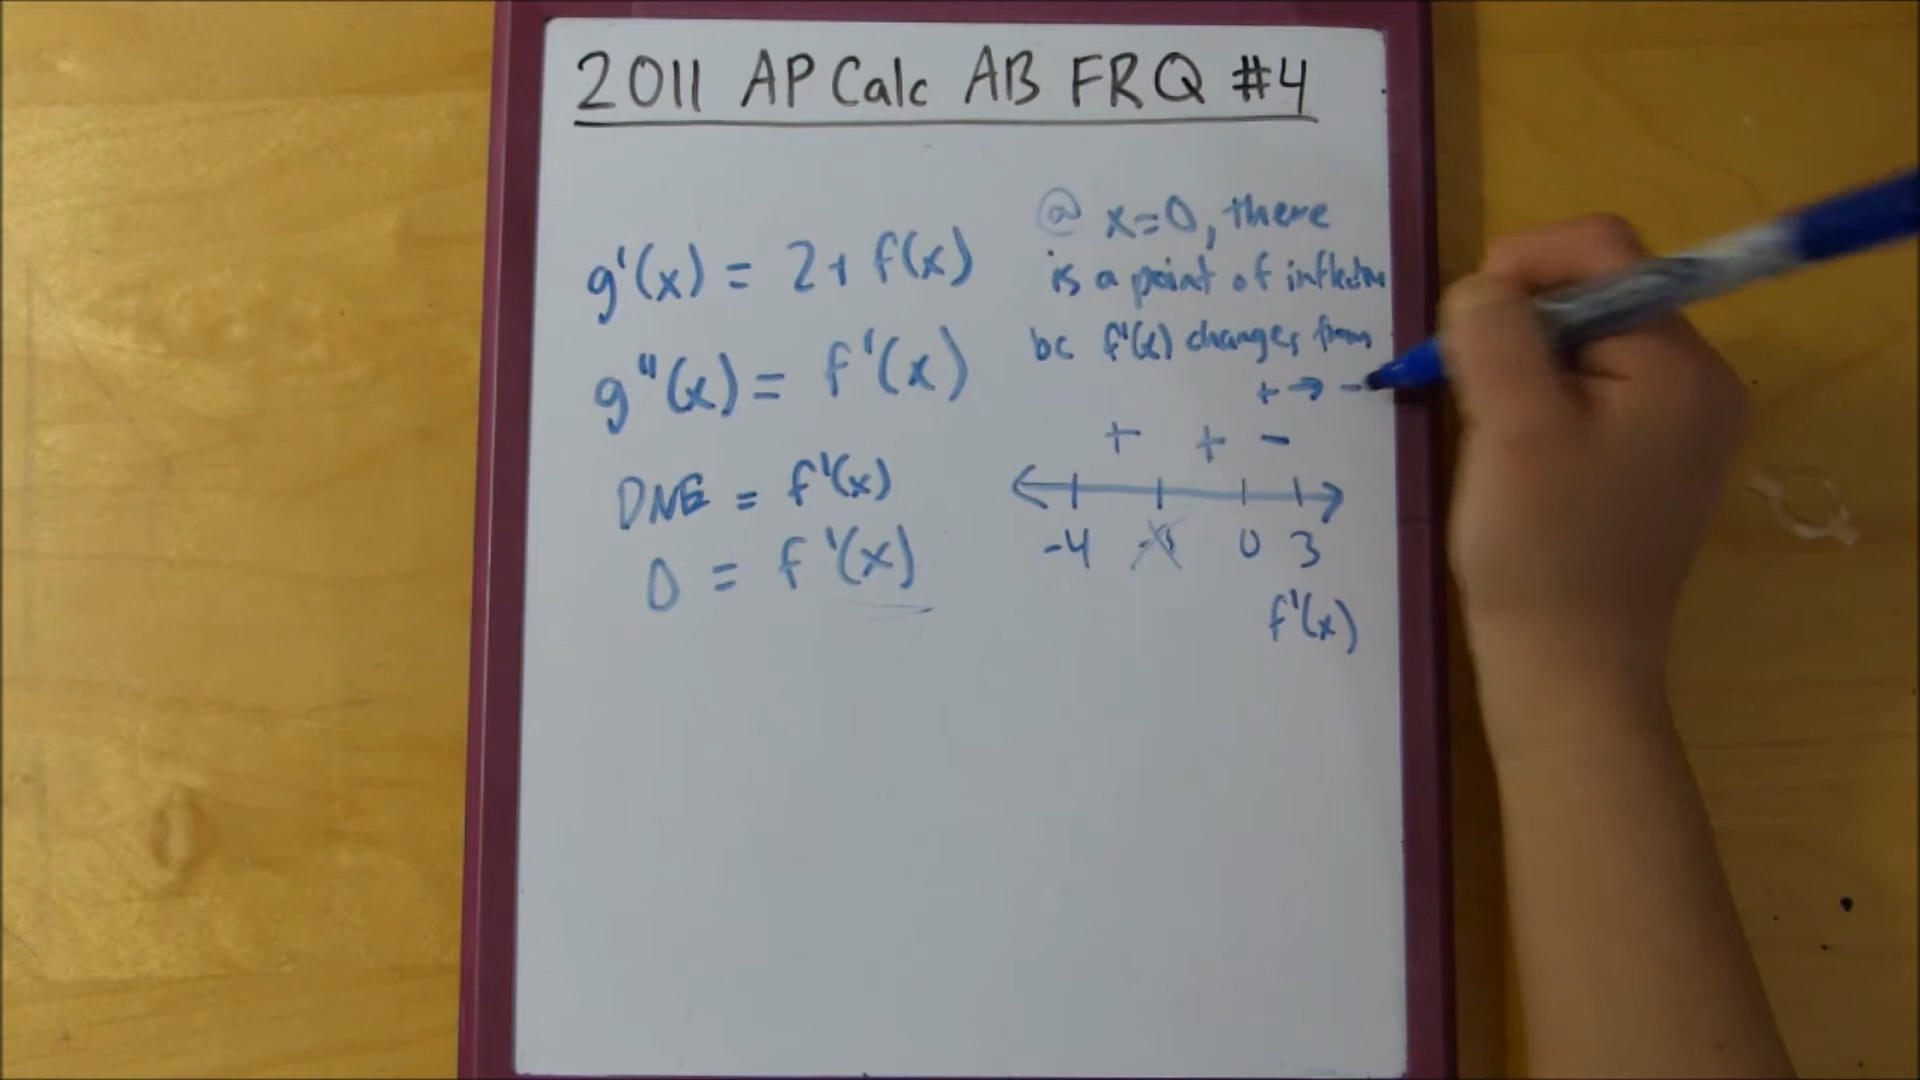 2011 AP Calc AB FRQ #4
g'(x) = 2 + f(x)
g"(x) = f'(x)
DNE = f'(x)
0 = f'(x)
@ x=0, there
is a point of inflection
bc f'(x) changes from
+ → -
+ + -
-4 0 3
f'(x)